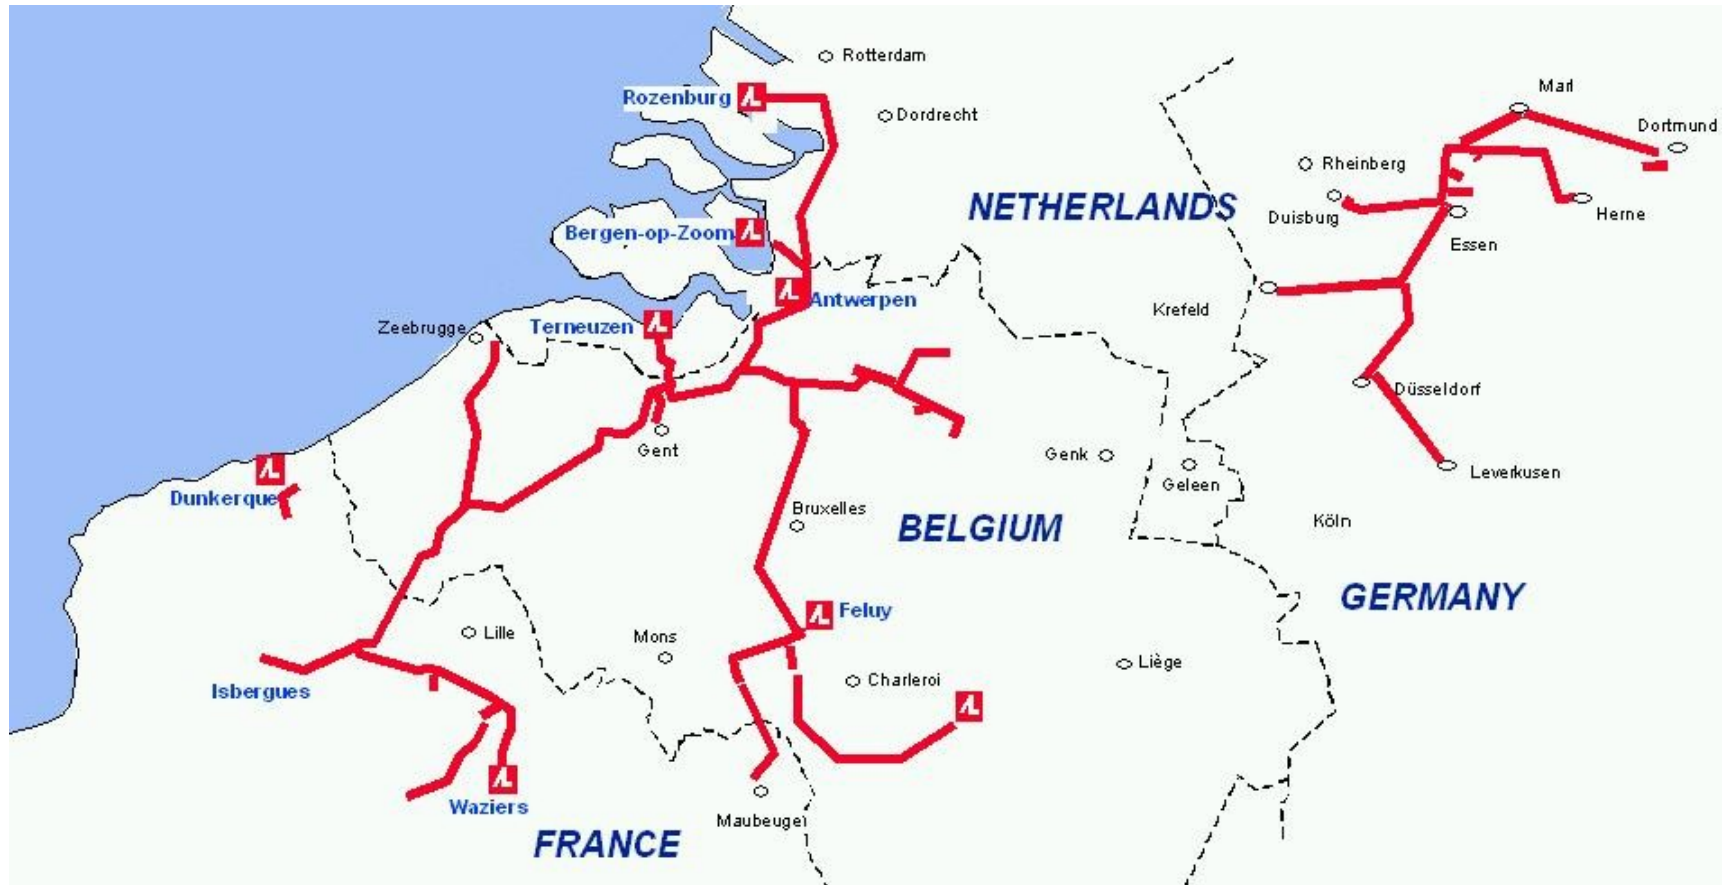 Rotterdam
Marl
Rozenburg
Dordrecht
Dortmund
Rheinberg
NETHERLANDS
Duisburg
Herne
Bergen-op-Zoom
Essen
Antwerpen
Krefeld
Zeebrugge
Terneuzen
Düsseldorf
Gent
Genk
Geleen
Leverkusen
Dunkerque
Bruxelles
BELGIUM
Köln
GERMANY
Feluy
Lille
Mons
Liège
Charleroi
Isbergues
Waziers
Maubeuge
FRANCE